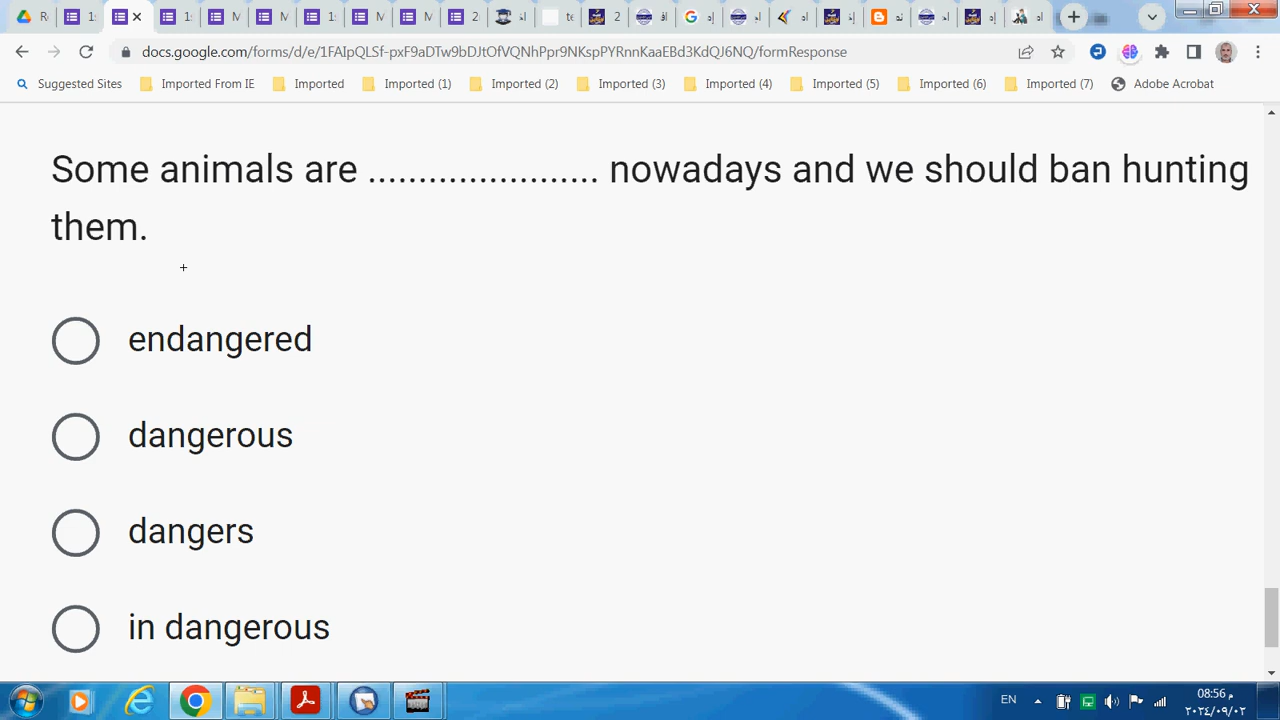 docs.google.com/forms/d/e/1FAIpQLSf-pxF9aDTw9bDJtOfVQNhPpr9NKspPYRnnKaaEBd3KdQJ6NQ/formResponse
Suggested Sites Imported From IE Imported Imported (1) Imported (2) Imported (3) Imported (4) Imported (5) Imported (6) Imported (7) Adobe Acrobat
Some animals are ....................... nowadays and we should ban hunting
them.
endangered
dangerous
dangers
in dangerous
EN
08:56 م
٢٠٢٤/٠٩/٠٢